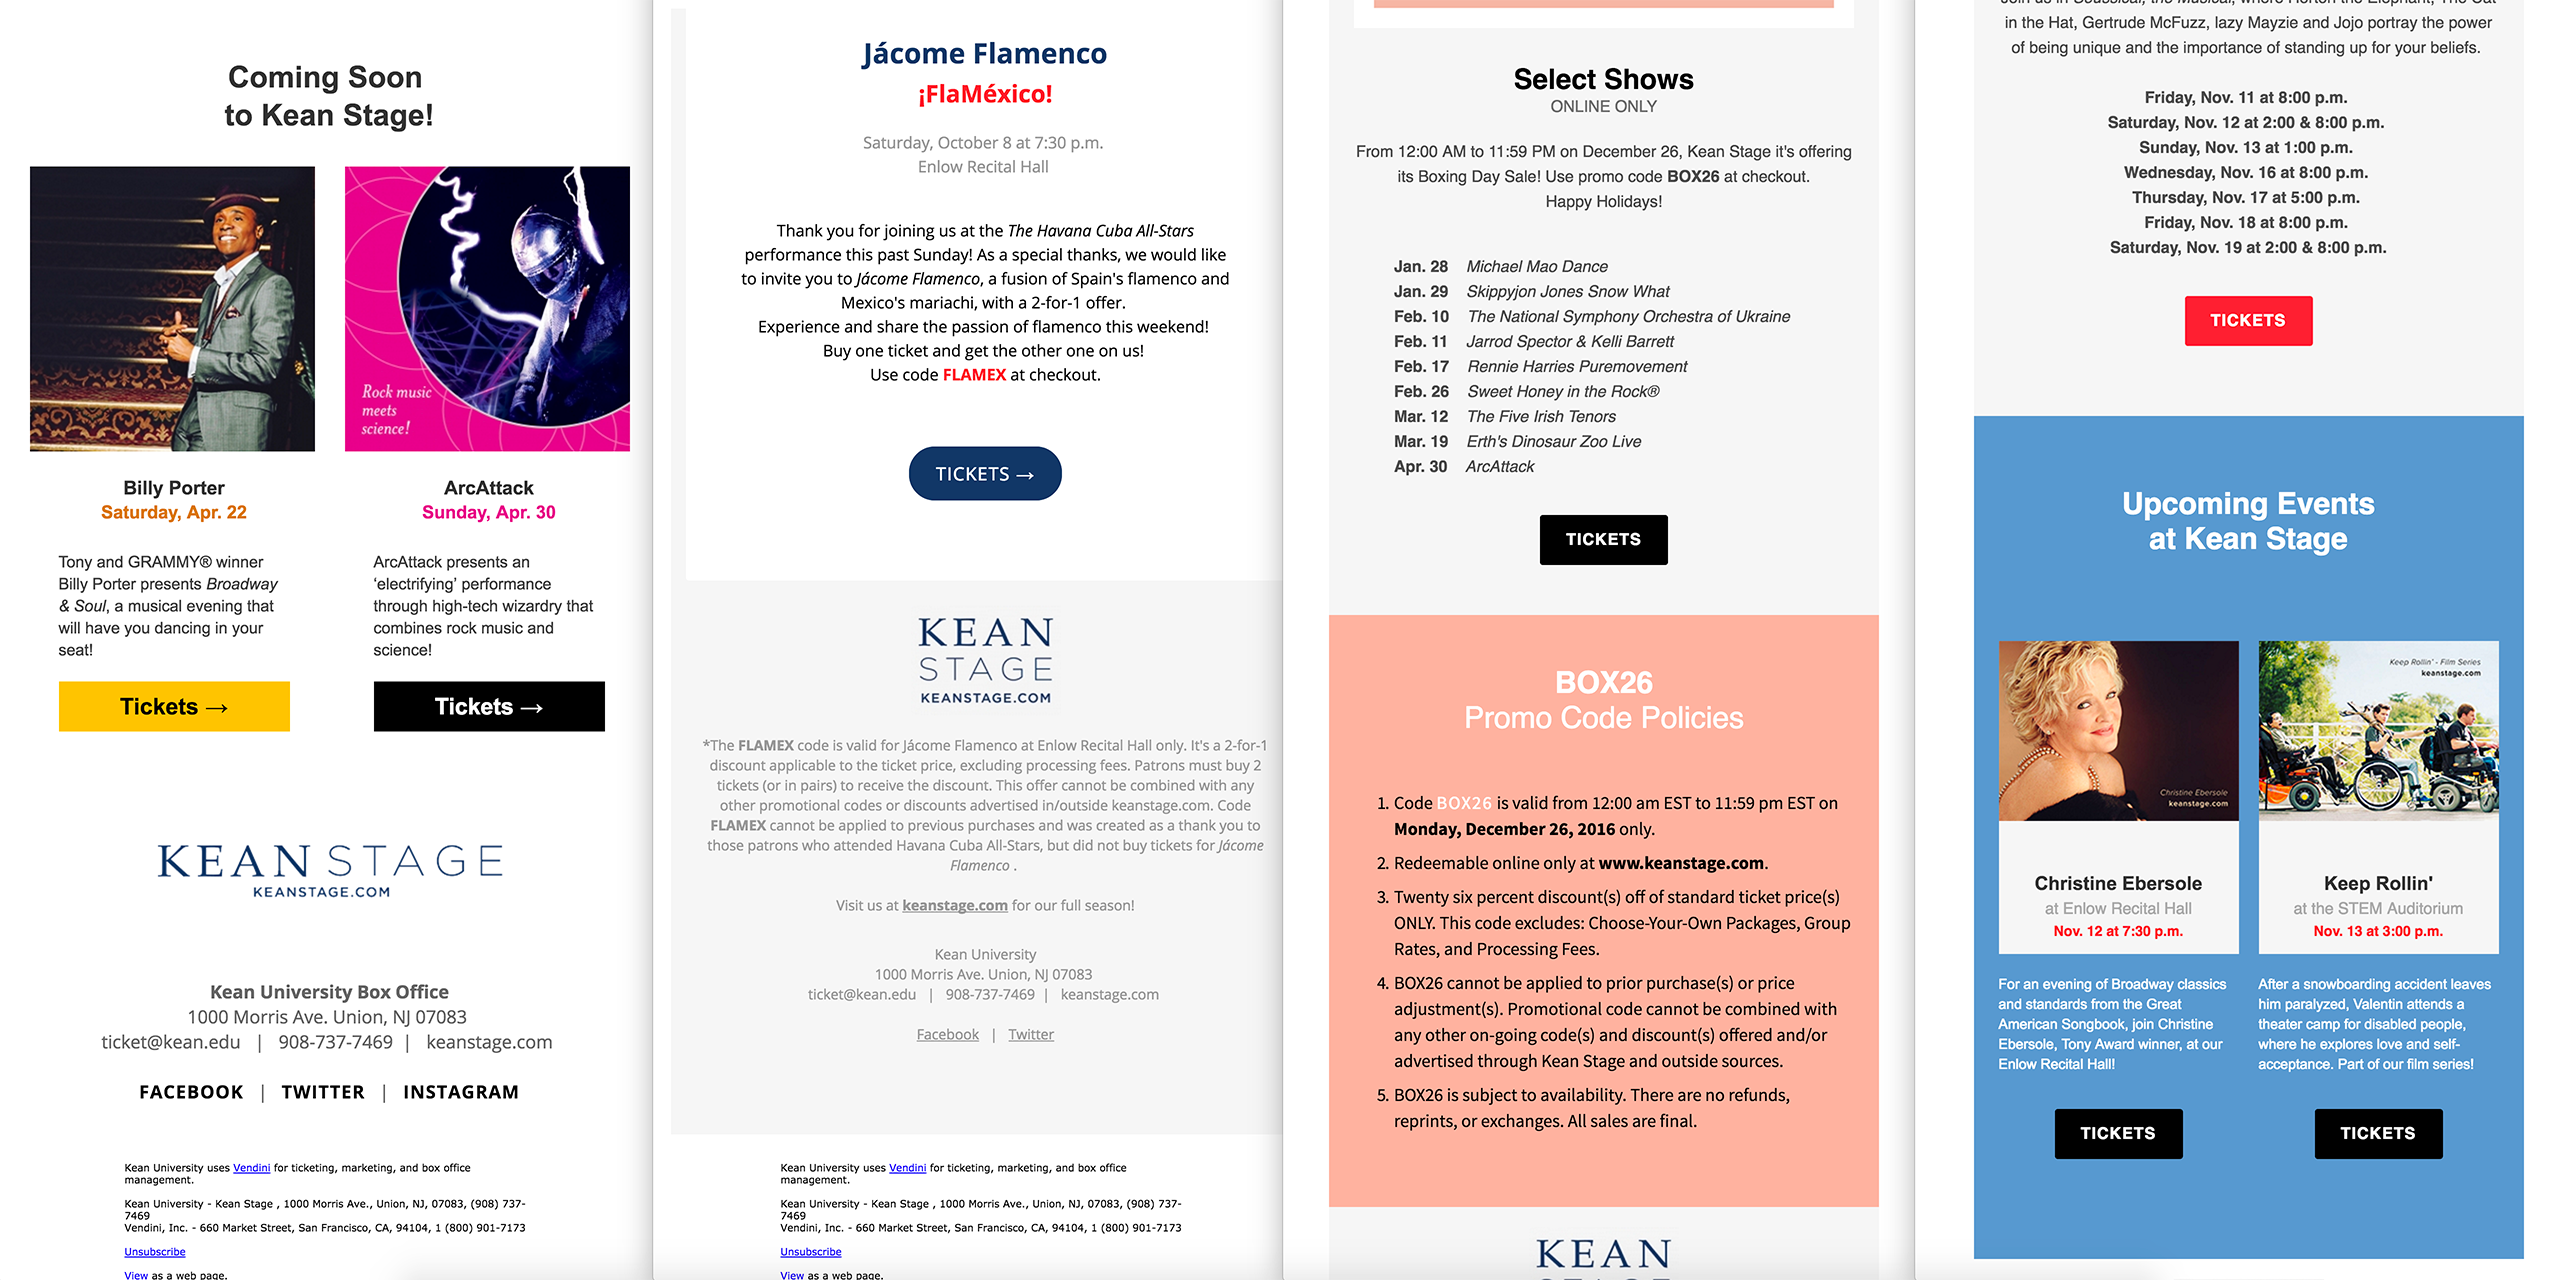 Coming Soon
to Kean Stage!
Rock music
meets
science!
Billy Porter
Saturday, Apr. 22
Tony and GRAMMY® winner
Billy Porter presents Broadway
& Soul, a musical evening that
will have you dancing in your
seat!
Tickets →
ArcAttack
Sunday, Apr. 30
ArcAttack presents an
‘electrifying’ performance
through high-tech wizardry that
combines rock music and
science!
Tickets →
KEAN STAGE
KEANSTAGE.COM
Kean University Box Office
1000 Morris Ave. Union, NJ 07083
ticket@kean.edu | 908-737-7469 | keanstage.com
FACEBOOK | TWITTER | INSTAGRAM
Kean University uses Vendini for ticketing, marketing, and box office
management.
Kean University - Kean Stage , 1000 Morris Ave., Union, NJ, 07083, (908) 737-
7469
Vendini, Inc. - 660 Market Street, San Francisco, CA, 94104, 1 (800) 901-7173
Unsubscribe
View as a web page.
Jácome Flamenco
¡FlaMéxico!
Saturday, October 8 at 7:30 p.m.
Enlow Recital Hall
Thank you for joining us at the The Havana Cuba All-Stars
performance this past Sunday! As a special thanks, we would like
to invite you to Jácome Flamenco, a fusion of Spain's flamenco and
Mexico's mariachi, with a 2-for-1 offer.
Experience and share the passion of flamenco this weekend!
Buy one ticket and get the other one on us!
Use code FLAMEX at checkout.
TICKETS →
KEAN
STAGE
KEANSTAGE.COM
*The FLAMEX code is valid for Jácome Flamenco at Enlow Recital Hall only. It's a 2-for-1
discount applicable to the ticket price, excluding processing fees. Patrons must buy 2
tickets (or in pairs) to receive the discount. This offer cannot be combined with any
other promotional codes or discounts advertised in/outside keanstage.com. Code
FLAMEX cannot be applied to previous purchases and was created as a thank you to
those patrons who attended Havana Cuba All-Stars, but did not buy tickets for Jácome
Flamenco .
Visit us at keanstage.com for our full season!
Kean University
1000 Morris Ave. Union, NJ 07083
ticket@kean.edu | 908-737-7469 | keanstage.com
Facebook | Twitter
Kean University uses Vendini for ticketing, marketing, and box office
management.
Kean University - Kean Stage , 1000 Morris Ave., Union, NJ, 07083, (908) 737-
7469
Vendini, Inc. - 660 Market Street, San Francisco, CA, 94104, 1 (800) 901-7173
Unsubscribe
View as a web page.
Select Shows
ONLINE ONLY
From 12:00 AM to 11:59 PM on December 26, Kean Stage it's offering
its Boxing Day Sale! Use promo code BOX26 at checkout.
Happy Holidays!
Jan. 28 Michael Mao Dance
Jan. 29 Skippyjon Jones Snow What
Feb. 10 The National Symphony Orchestra of Ukraine
Feb. 11 Jarrod Spector & Kelli Barrett
Feb. 17 Rennie Harries Puremovement
Feb. 26 Sweet Honey in the Rock®
Mar. 12 The Five Irish Tenors
Mar. 19 Erth's Dinosaur Zoo Live
Apr. 30 ArcAttack
TICKETS
BOX26
Promo Code Policies
1. Code BOX26 is valid from 12:00 am EST to 11:59 pm EST on
Monday, December 26, 2016 only.
2. Redeemable online only at www.keanstage.com.
3. Twenty six percent discount(s) off of standard ticket price(s)
ONLY. This code excludes: Choose-Your-Own Packages, Group
Rates, and Processing Fees.
4. BOX26 cannot be applied to prior purchase(s) or price
adjustment(s). Promotional code cannot be combined with
any other on-going code(s) and discount(s) offered and/or
advertised through Kean Stage and outside sources.
5. BOX26 is subject to availability. There are no refunds,
reprints, or exchanges. All sales are final.
KEAN
STAGE
Join us in Seussical, the Musical, where Horton the Elephant, The Cat
in the Hat, Gertrude McFuzz, lazy Mayzie and Jojo portray the power
of being unique and the importance of standing up for your beliefs.
Friday, Nov. 11 at 8:00 p.m.
Saturday, Nov. 12 at 2:00 & 8:00 p.m.
Sunday, Nov. 13 at 1:00 p.m.
Wednesday, Nov. 16 at 8:00 p.m.
Thursday, Nov. 17 at 5:00 p.m.
Friday, Nov. 18 at 8:00 p.m.
Saturday, Nov. 19 at 2:00 & 8:00 p.m.
TICKETS
Upcoming Events
at Kean Stage
Christine Ebersole
keanstage.com
Christine Ebersole
at Enlow Recital Hall
Nov. 12 at 7:30 p.m.
For an evening of Broadway classics
and standards from the Great
American Songbook, join Christine
Ebersole, Tony Award winner, at our
Enlow Recital Hall!
TICKETS
Keep Rollin' - Film Series
keanstage.com
Keep Rollin'
at the STEM Auditorium
Nov. 13 at 3:00 p.m.
After a snowboarding accident leaves
him paralyzed, Valentin attends a
theater camp for disabled people,
where he explores love and self-
acceptance. Part of our film series!
TICKETS